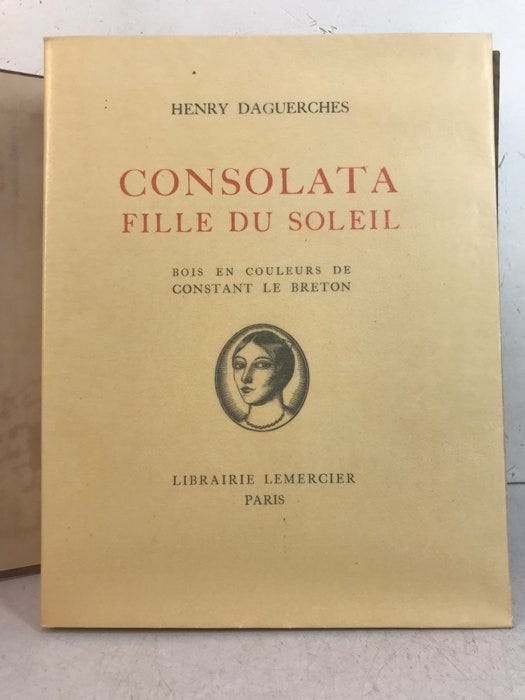 HENRY DAGUERCHES
CONSOLATA
FILLE DU SOLEIL
BOIS EN COULEURS DE
CONSTANT LE BRETON
LIBRAIRIE LEMERCIER
PARIS